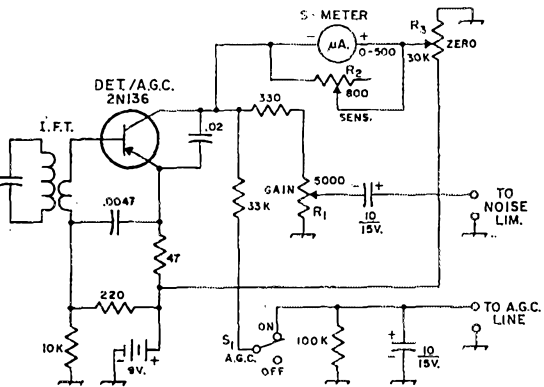 S-METER
- μA. +
0-500
R3
ZERO
30K
R2
800
SENS.
DET./A.G.C.
2N136
I.F.T.
.02
330
.0047
33K
GAIN
5000
R1
- +
10
15V.
TO
NOISE
LIM.
47
220
10K
- +
9V.
S1
A.G.C.
ON
OFF
100K
+
-
10
15V.
TO A.G.C.
LINE